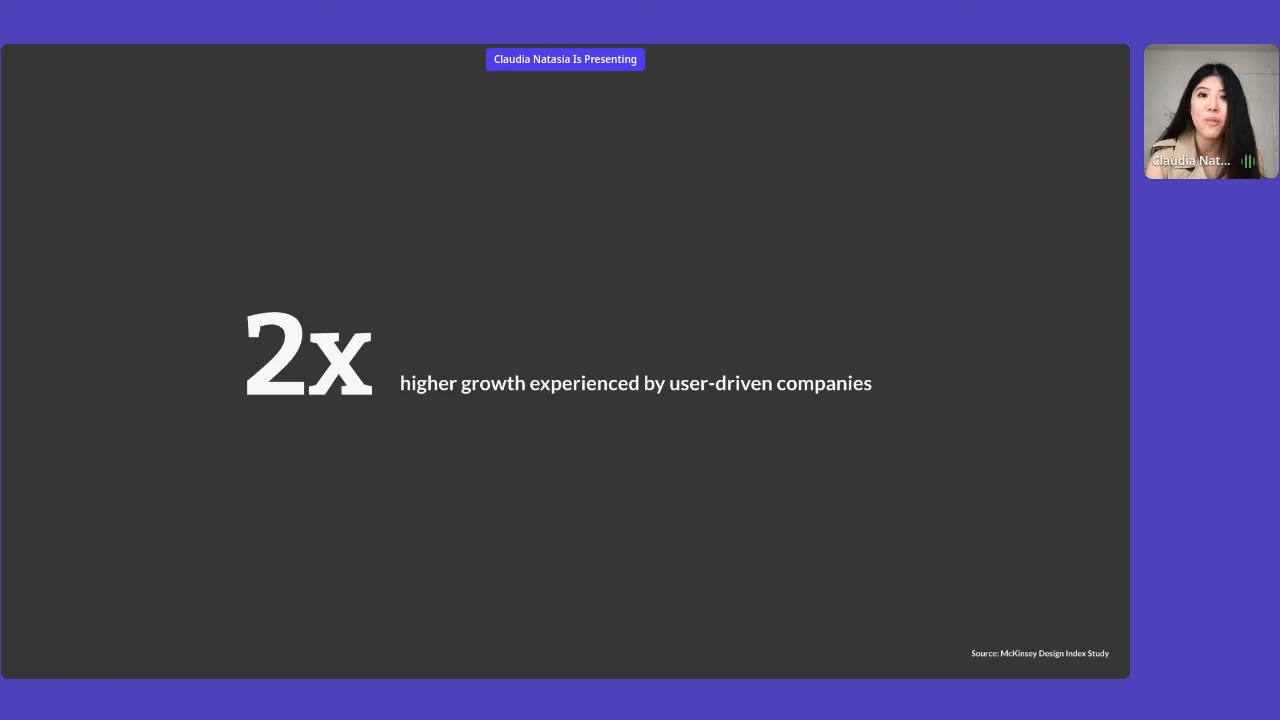 Claudia Natasia Is Presenting
Claudia Nat...
2x higher growth experienced by user-driven companies
Source: McKinsey Design Index Study